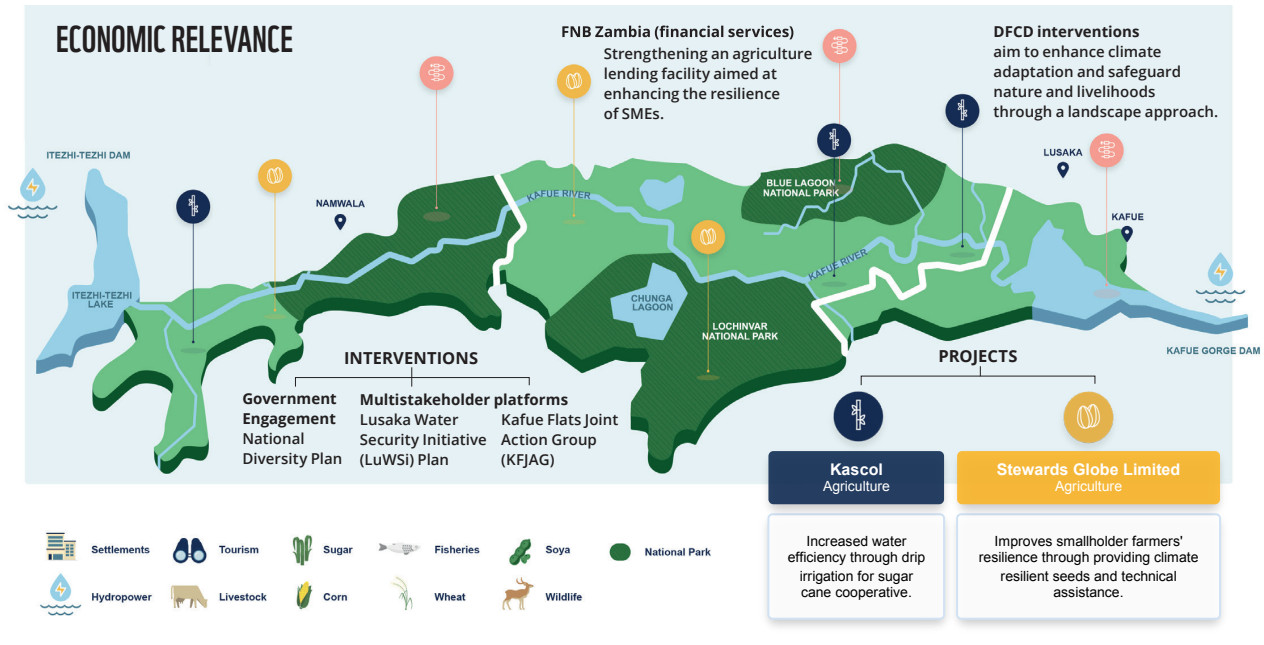 ECONOMIC RELEVANCE
FNB Zambia (financial services)
Strengthening an agriculture
lending facility aimed at
enhancing the resilience
of SMEs.
DFCD interventions
aim to enhance climate
adaptation and safeguard
nature and livelihoods
through a landscape approach.
ITEZHI-TEZHI DAM
ITEZHI-TEZHI
LAKE
NAMWALA
KAFUE RIVER
BLUE LAGOON
NATIONAL PARK
LUSAKA
KAFUE
KAFUE RIVER
CHUNGA
LAGOON
LOCHINVAR
NATIONAL PARK
KAFUE GORGE DAM
INTERVENTIONS
Government
Engagement
National
Diversity Plan
Multistakeholder platforms
Lusaka Water
Security Initiative
(LuWSi) Plan
Kafue Flats Joint
Action Group
(KFJAG)
PROJECTS
Kascol
Agriculture
Increased water
efficiency through drip
irrigation for sugar
cane cooperative.
Stewards Globe Limited
Agriculture
Improves smallholder farmers'
resilience through providing climate
resilient seeds and technical
assistance.
Settlements
Tourism
Sugar
Fisheries
Soya
National Park
Hydropower
Livestock
Corn
Wheat
Wildlife